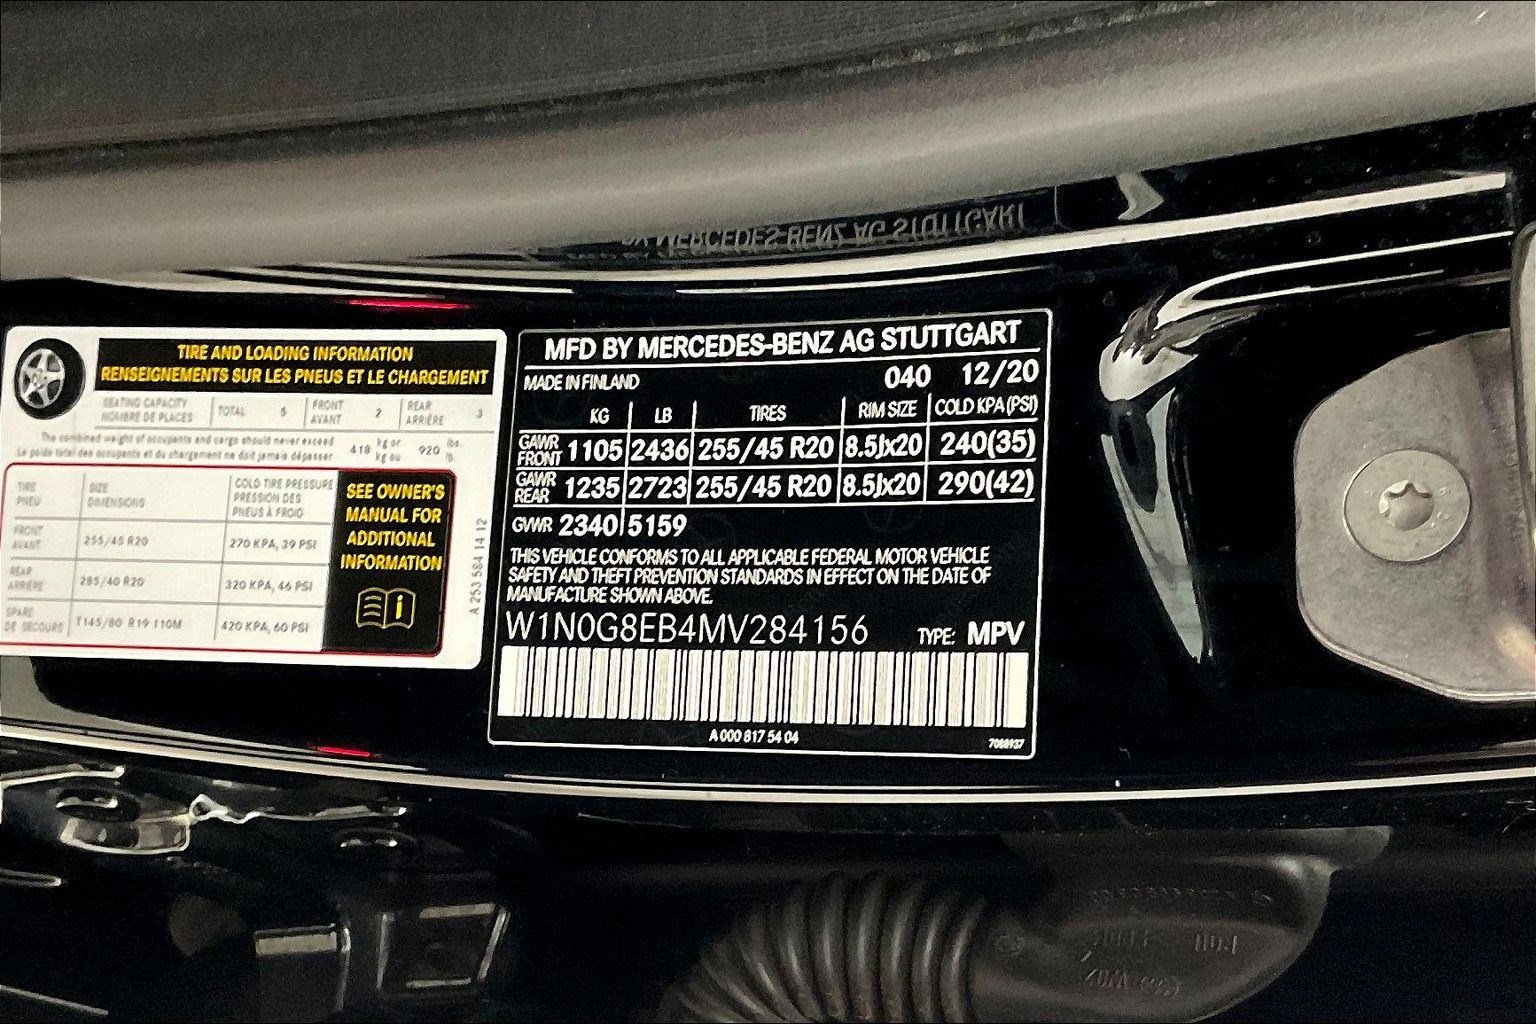 TIRE AND LOADING INFORMATION
RENSEIGNEMENTS SUR LES PNEUS ET LE CHARGEMENT
SEATING CAPACITY
NOMBRE DE PLACES
TOTAL 5
FRONT
AVANT
2
REAR
ARRIÈRE
3
The combined weight of occupants and cargo should never exceed
Le poids total des occupants et du chargement ne doit jamais dépasser
418 kg or
kg ou
920 lbs.
lb.
TIRE
PNEU
SIZE
DIMENSIONS
COLD TIRE PRESSURE
PRESSION DES
PNEUS À FROID
FRONT
AVANT
255/45 R20
270 KPA, 39 PSI
REAR
ARRIÈRE
285/40 R20
320 KPA, 46 PSI
SPARE
DE SECOURS
T145/80 R19 110M
420 KPA, 60 PSI
SEE OWNER'S
MANUAL FOR
ADDITIONAL
INFORMATION
A 253 584 14 12
MFD BY MERCEDES-BENZ AG STUTTGART
MADE IN FINLAND 040 12/20
KG LB TIRES RIM SIZE COLD KPA(PSI)
GAWR
FRONT
1105 2436 255/45 R20 8.5Jx20 240(35)
GAWR
REAR
1235 2723 255/45 R20 8.5Jx20 290(42)
GVWR 2340 5159
THIS VEHICLE CONFORMS TO ALL APPLICABLE FEDERAL MOTOR VEHICLE
SAFETY AND THEFT PREVENTION STANDARDS IN EFFECT ON THE DATE OF
MANUFACTURE SHOWN ABOVE.
W1N0G8EB4MV284156 TYPE: MPV
A 000 817 54 04